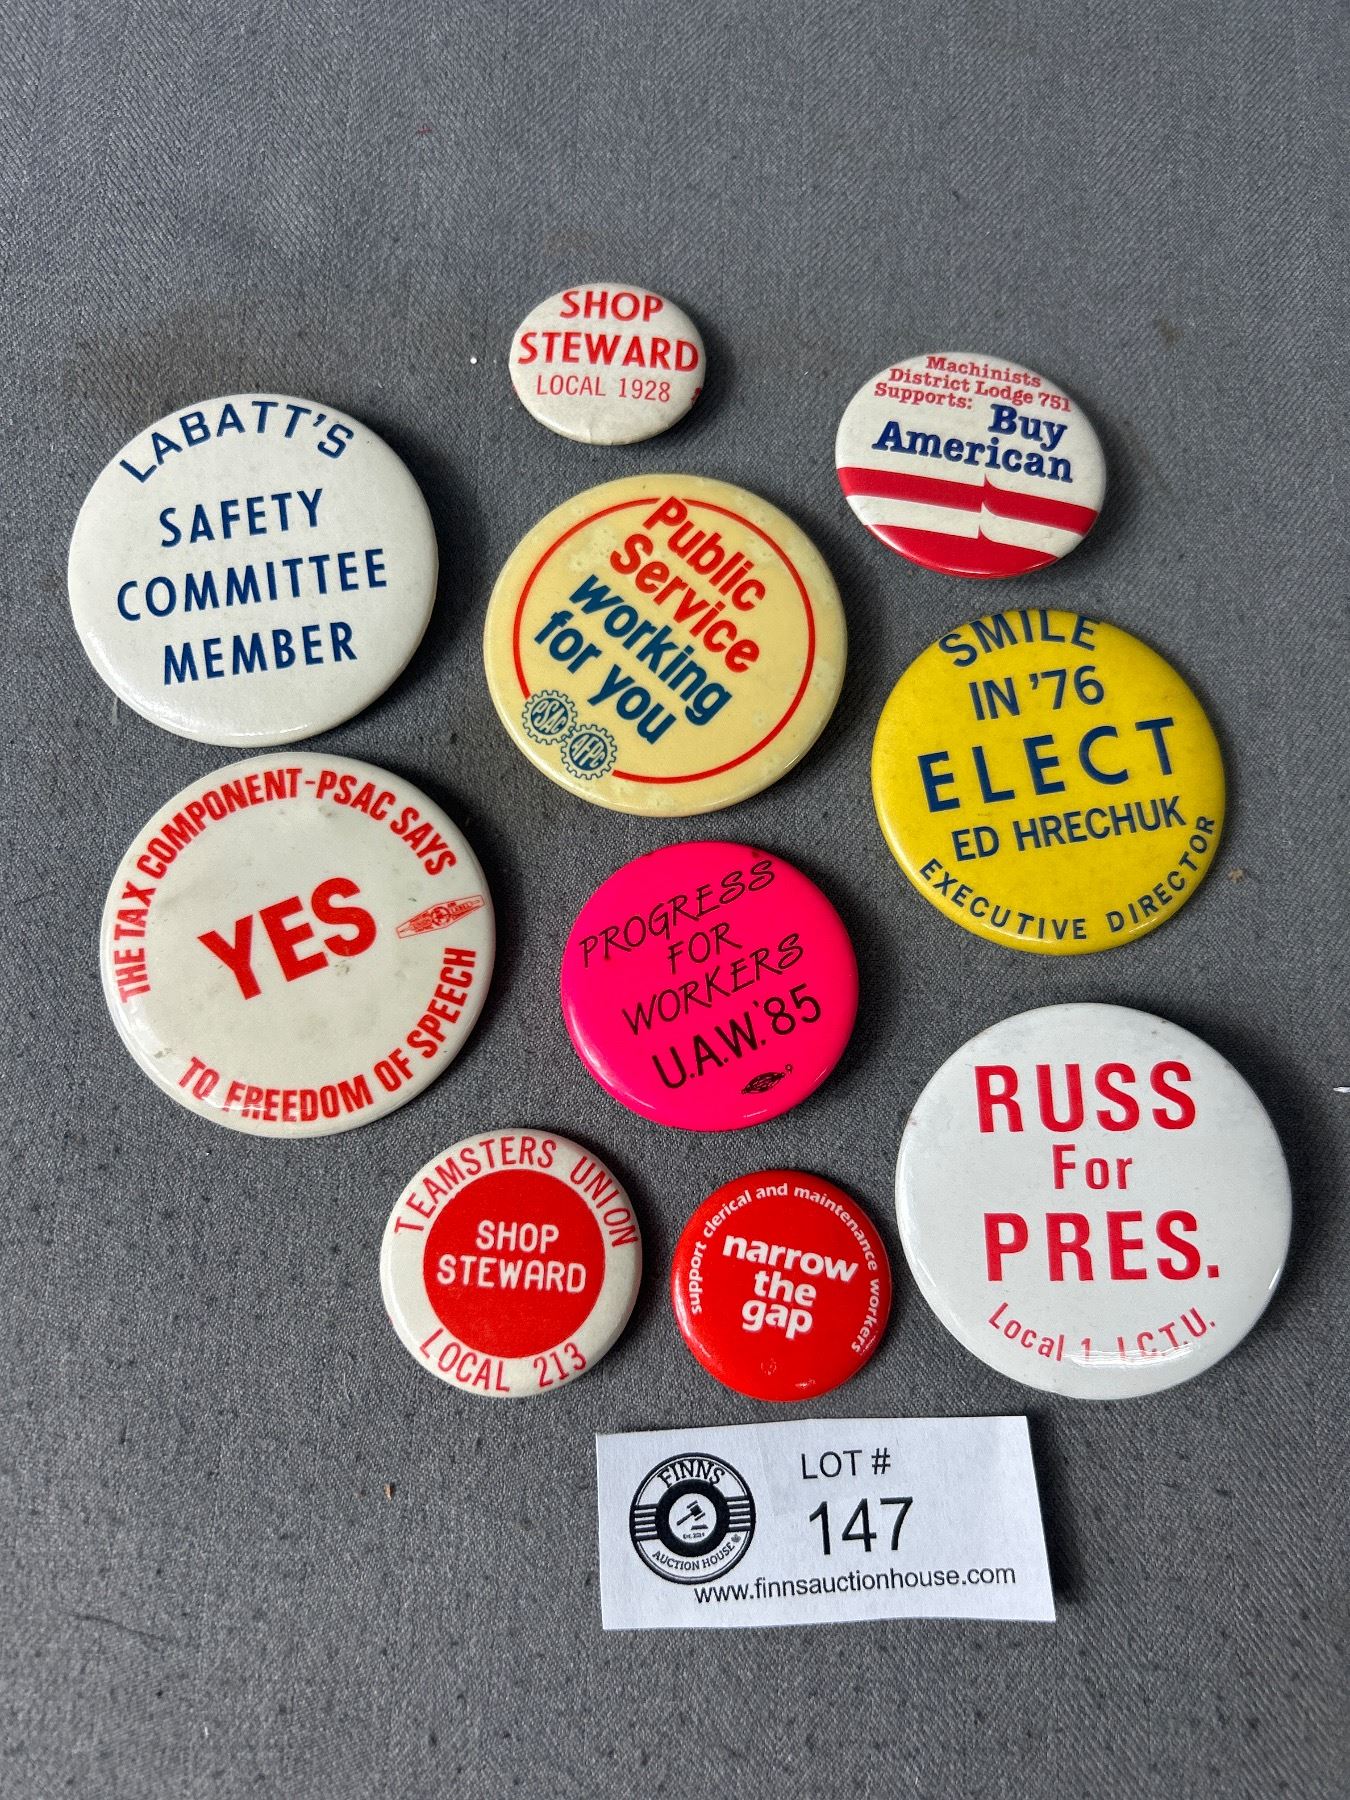 SHOP
STEWARD
LOCAL 1928
Machinists
District Lodge 751
Supports:
Buy
American
LABATT'S
SAFETY
COMMITTEE
MEMBER
Public
Service
working
for you
PSAC
AFPC
SMILE
IN '76
ELECT
ED HRECHUK
EXECUTIVE DIRECTOR
THE TAX COMPONENT-PSAC SAYS
YES
TO FREEDOM OF SPEECH
PROGRESS
FOR
WORKERS
U.A.W.'85
RUSS
For
PRES.
Local 1 I.C.T.U.
TEAMSTERS UNION
SHOP
STEWARD
LOCAL 213
support clerical and maintenance workers
narrow
the
gap
FINNS
AUCTION HOUSE
LOT #
147
www.finnsauctionhouse.com